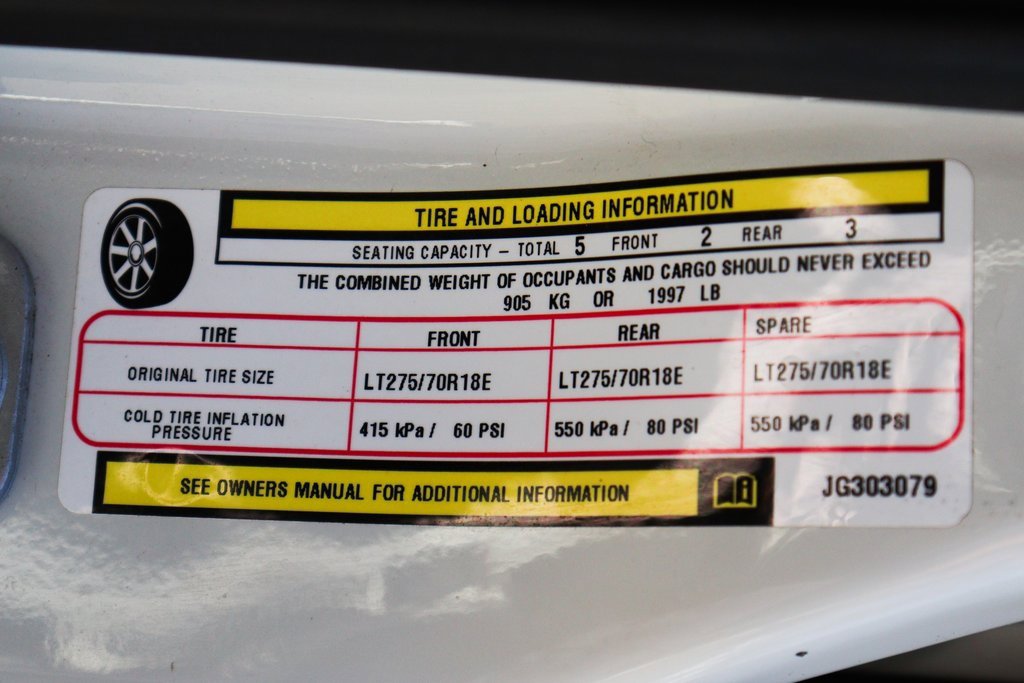 TIRE AND LOADING INFORMATION
SEATING CAPACITY – TOTAL 5 FRONT 2 REAR 3
THE COMBINED WEIGHT OF OCCUPANTS AND CARGO SHOULD NEVER EXCEED
905 KG OR 1997 LB
TIRE FRONT REAR SPARE
ORIGINAL TIRE SIZE LT275/70R18E LT275/70R18E LT275/70R18E
COLD TIRE INFLATION
PRESSURE 415 kPa / 60 PSI 550 kPa / 80 PSI 550 kPa / 80 PSI
SEE OWNERS MANUAL FOR ADDITIONAL INFORMATION
JG303079